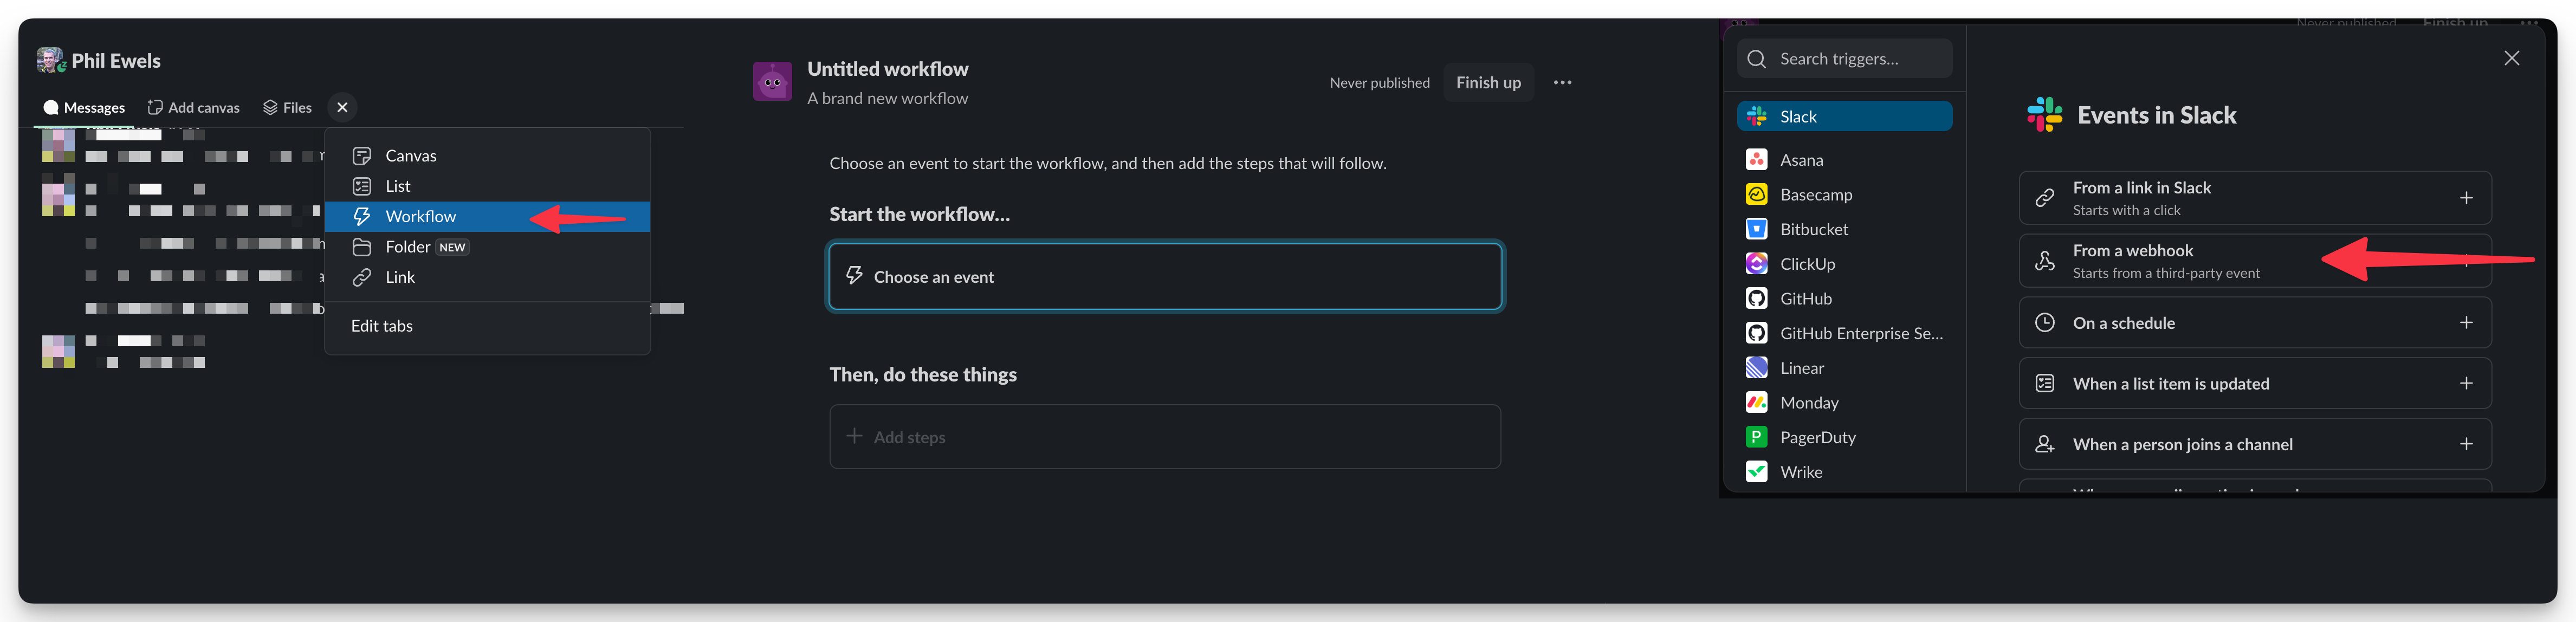 Phil Ewels
Messages
Add canvas
Files
Canvas
List
Workflow
Folder NEW
Link
Edit tabs
Untitled workflow
A brand new workflow
Never published
Finish up
Choose an event to start the workflow, and then add the steps that will follow.
Start the workflow...
Choose an event
Then, do these things
Add steps
Never published Finish up
Search triggers...
Slack
Asana
Basecamp
Bitbucket
ClickUp
GitHub
GitHub Enterprise Se...
Linear
Monday
PagerDuty
Wrike
Events in Slack
From a link in Slack
Starts with a click
From a webhook
Starts from a third-party event
On a schedule
When a list item is updated
When a person joins a channel